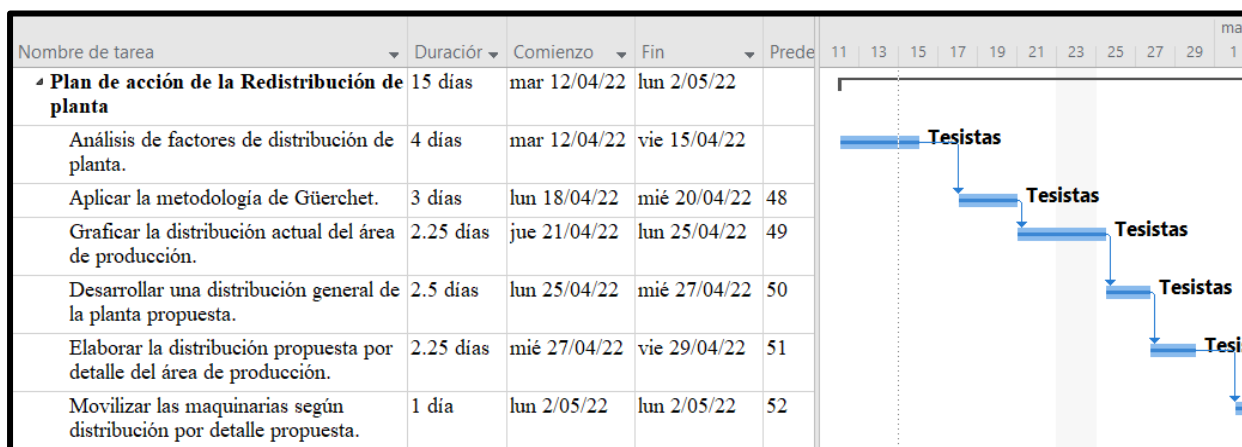 ma
Nombre de tarea Duraciór Comienzo Fin Prede 11 13 15 17 19 21 23 25 27 29 1
Plan de acción de la Redistribución de 15 días mar 12/04/22 lun 2/05/22
planta
Análisis de factores de distribución de 4 días mar 12/04/22 vie 15/04/22 Tesistas
planta.
Aplicar la metodología de Güerchet. 3 días lun 18/04/22 mié 20/04/22 48 Tesistas
Graficar la distribución actual del área 2.25 días jue 21/04/22 lun 25/04/22 49 Tesistas
de producción.
Desarrollar una distribución general de 2.5 días lun 25/04/22 mié 27/04/22 50 Tesistas
la planta propuesta.
Elaborar la distribución propuesta por 2.25 días mié 27/04/22 vie 29/04/22 51 Tesi
detalle del área de producción.
Movilizar las maquinarias según 1 día lun 2/05/22 lun 2/05/22 52
distribución por detalle propuesta.